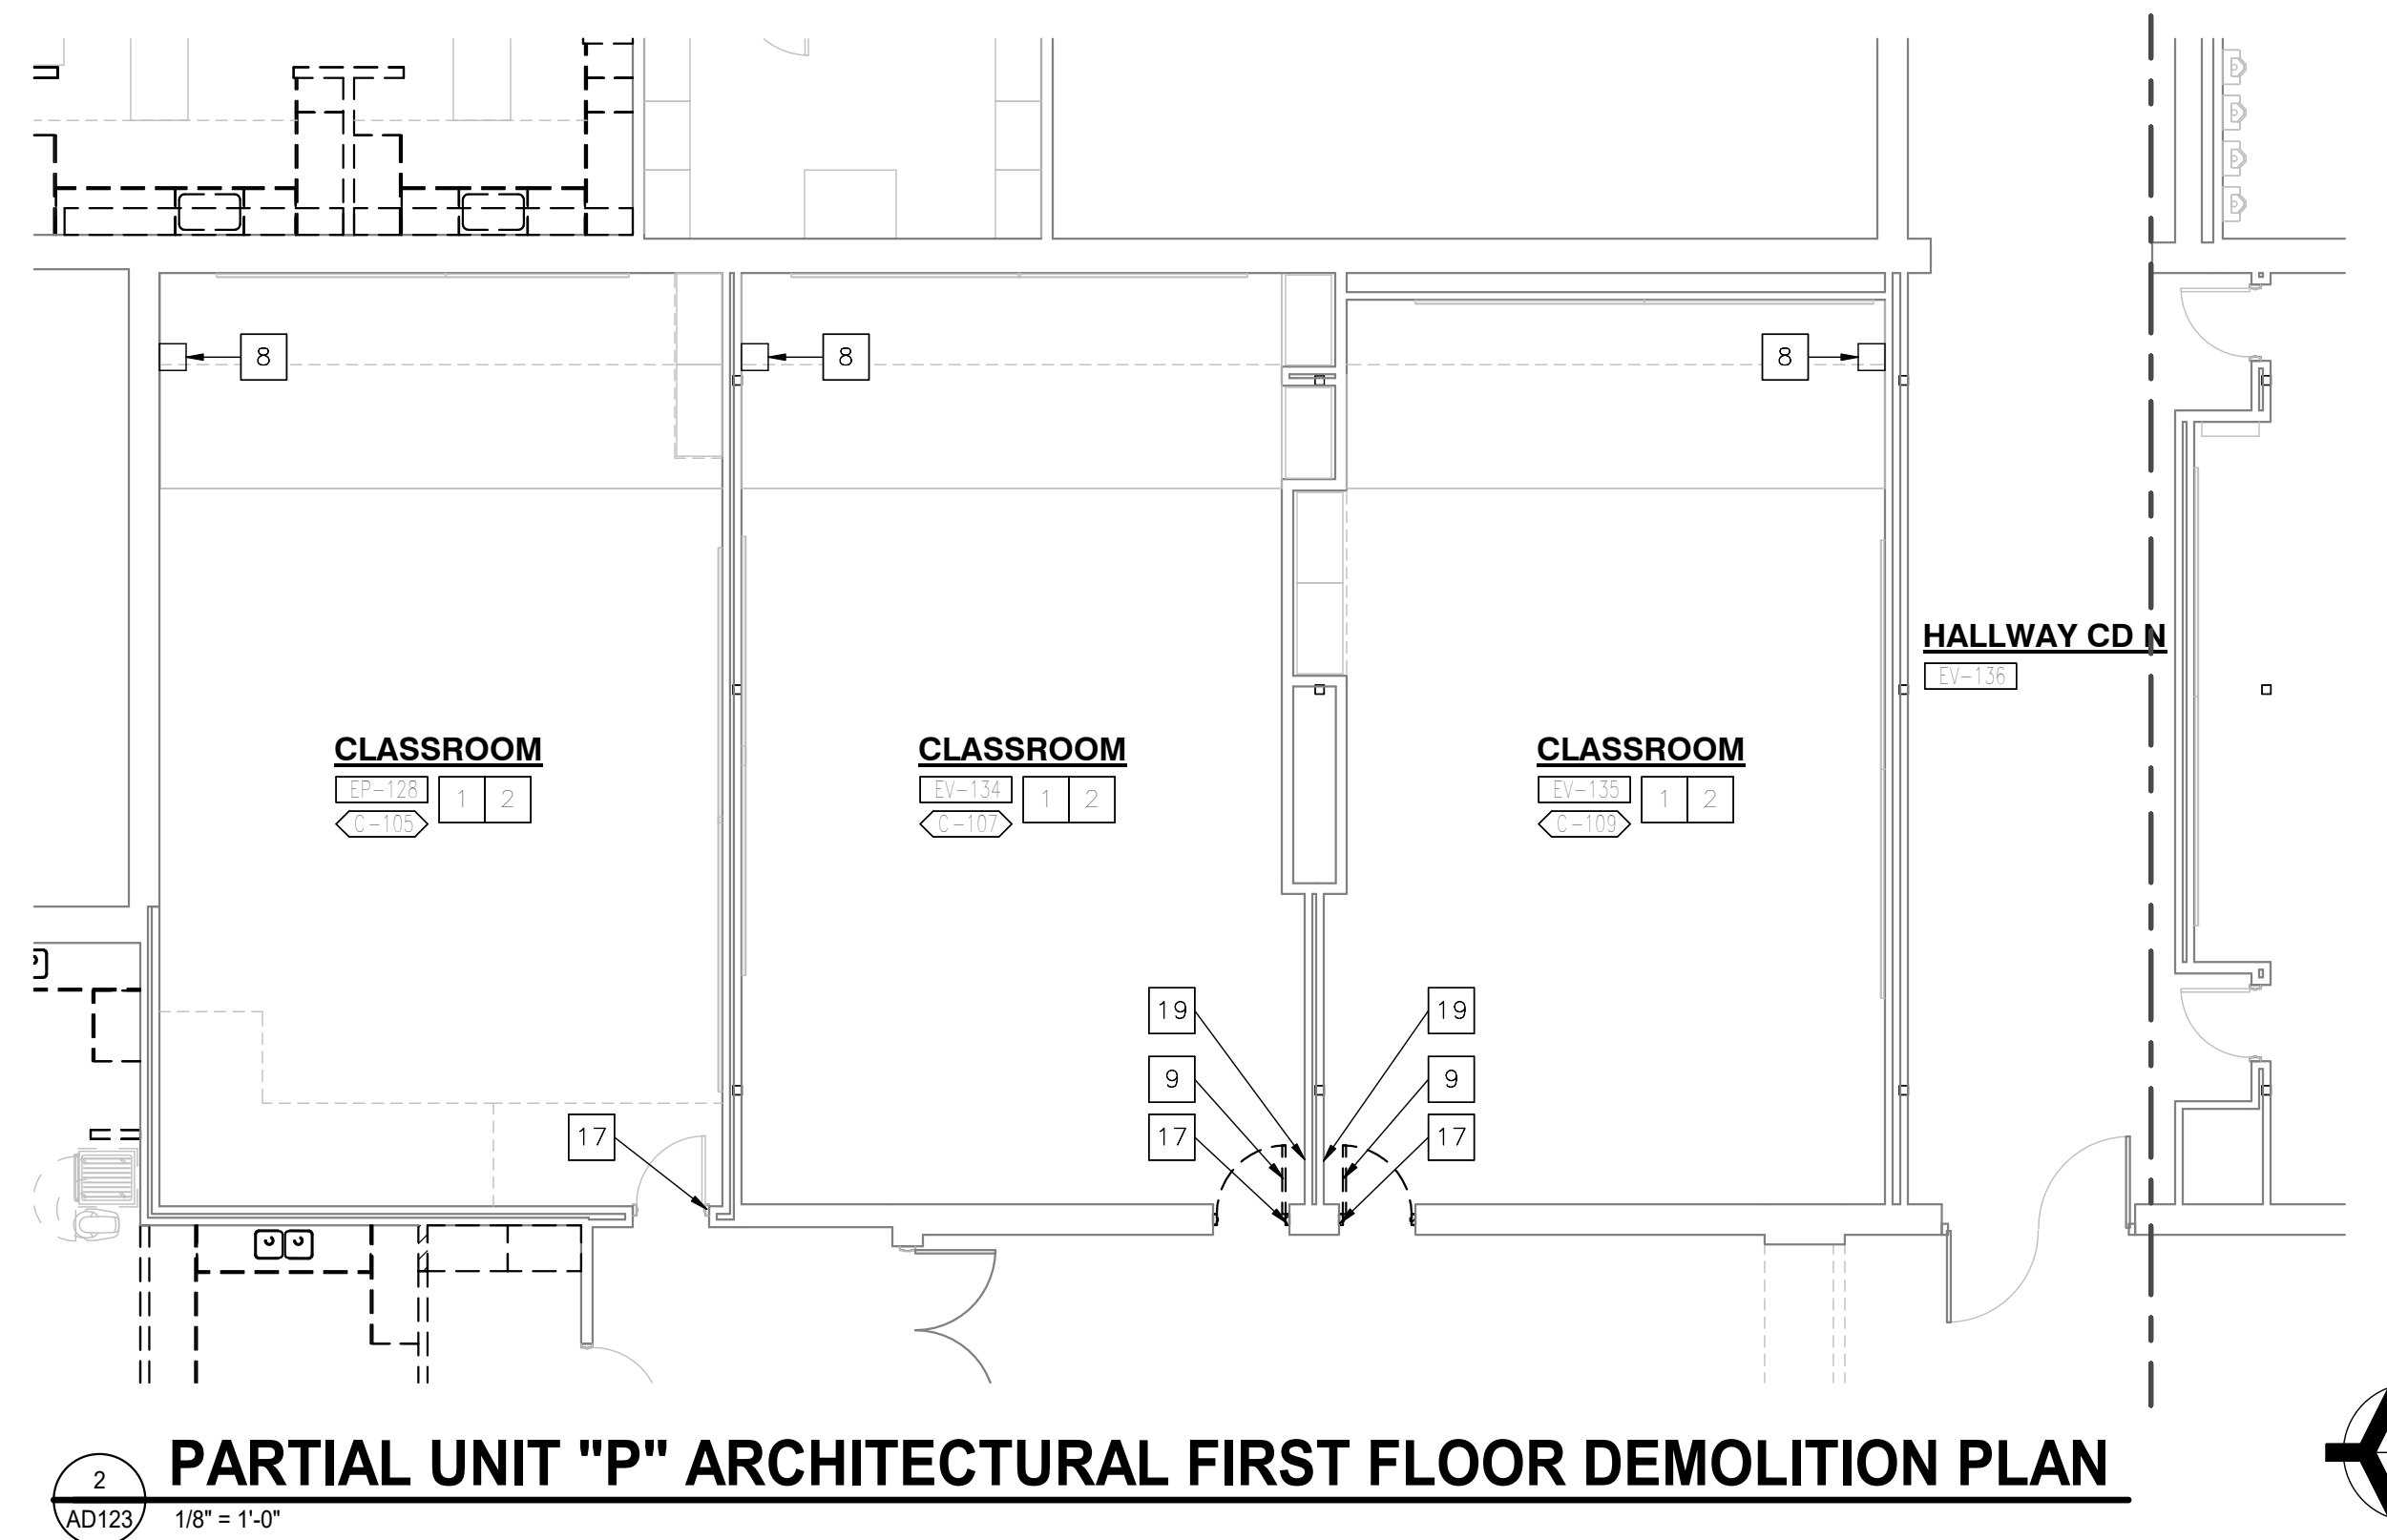 8
8
8
HALLWAY CD N
EV-136
CLASSROOM
EP-128 1 2
C-105
CLASSROOM
EV-134 1 2
C-107
CLASSROOM
EV-135 1 2
C-109
19
19
9
9
17
17
17
2
AD123
PARTIAL UNIT "P" ARCHITECTURAL FIRST FLOOR DEMOLITION PLAN
1/8" = 1'-0"